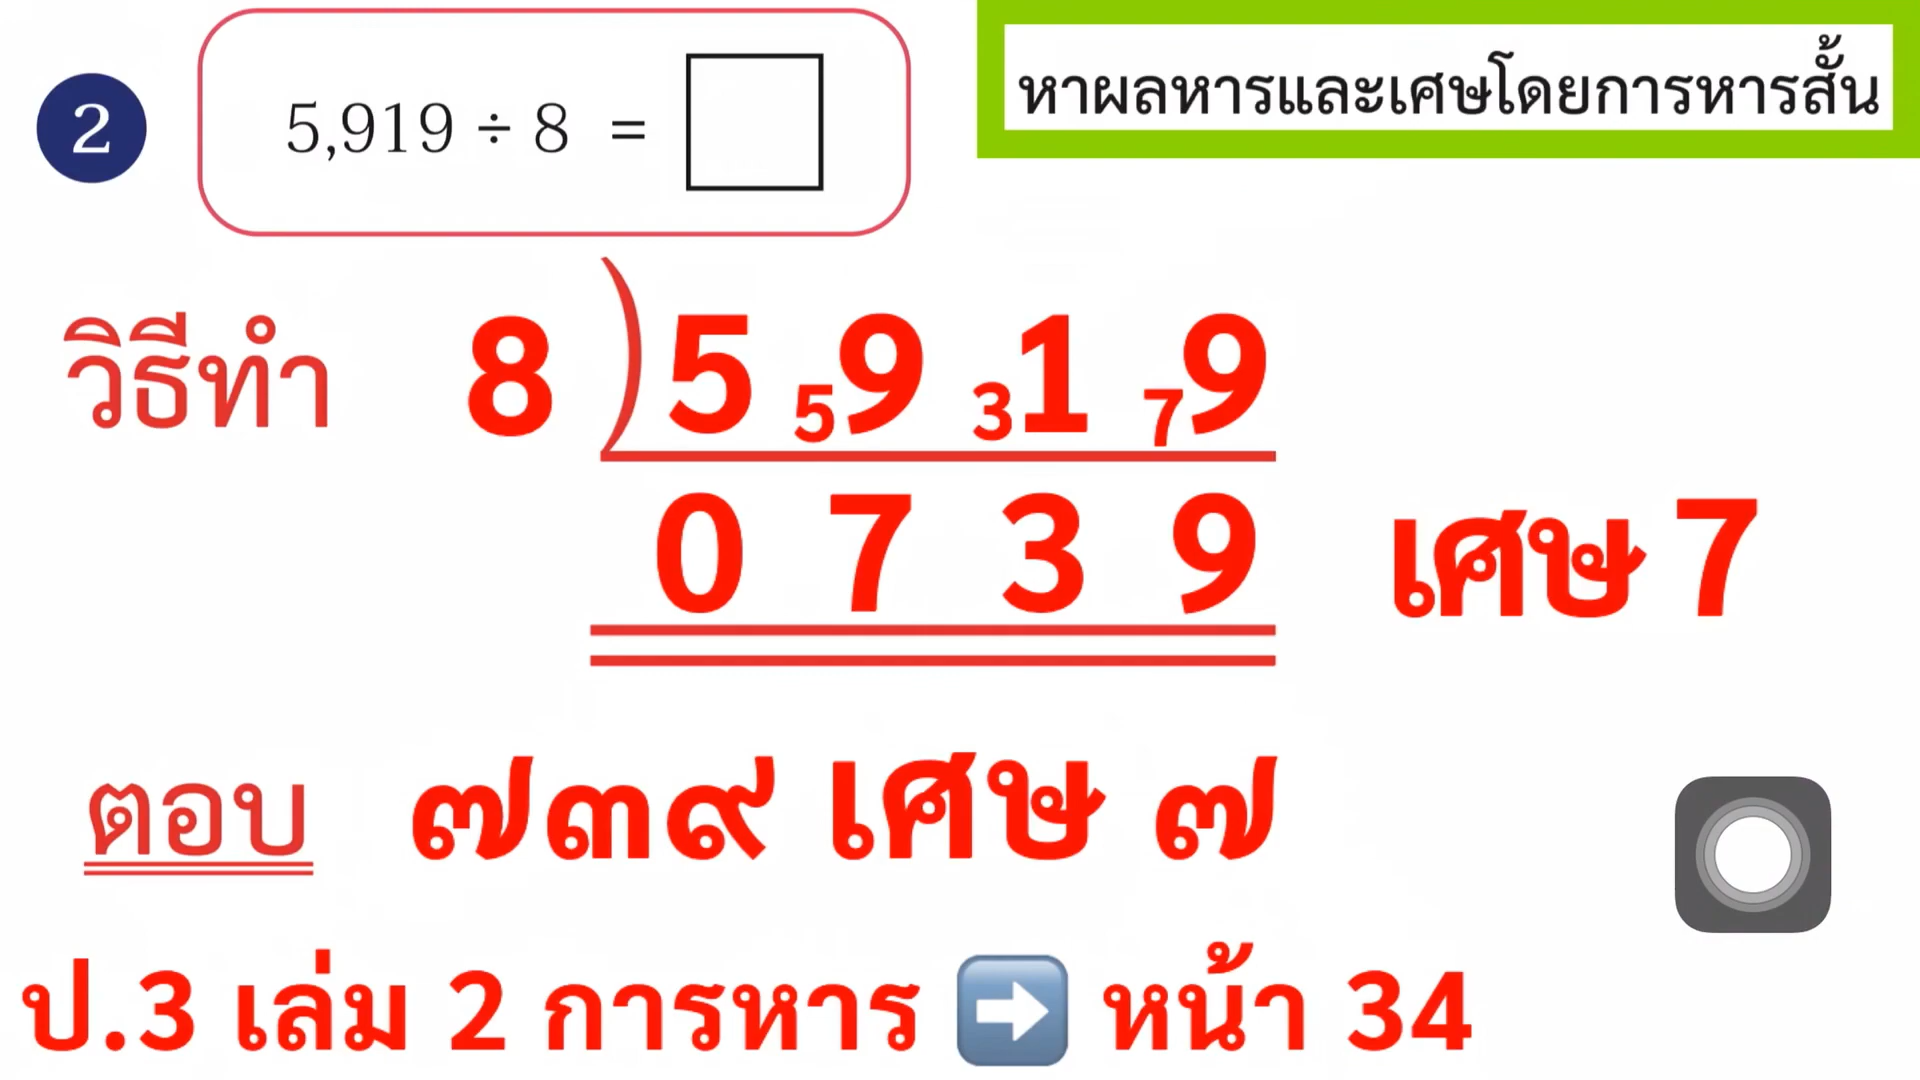 หาผลหารและเศษโดยการหารสั้น
2 5,919 ÷ 8 =
วิธีทำ 8 5 59 31 79
0 7 3 9 เศษ 7
ตอบ ๗๓๙ เศษ ๗
ป.3 เล่ม 2 การหาร ➡ หน้า 34